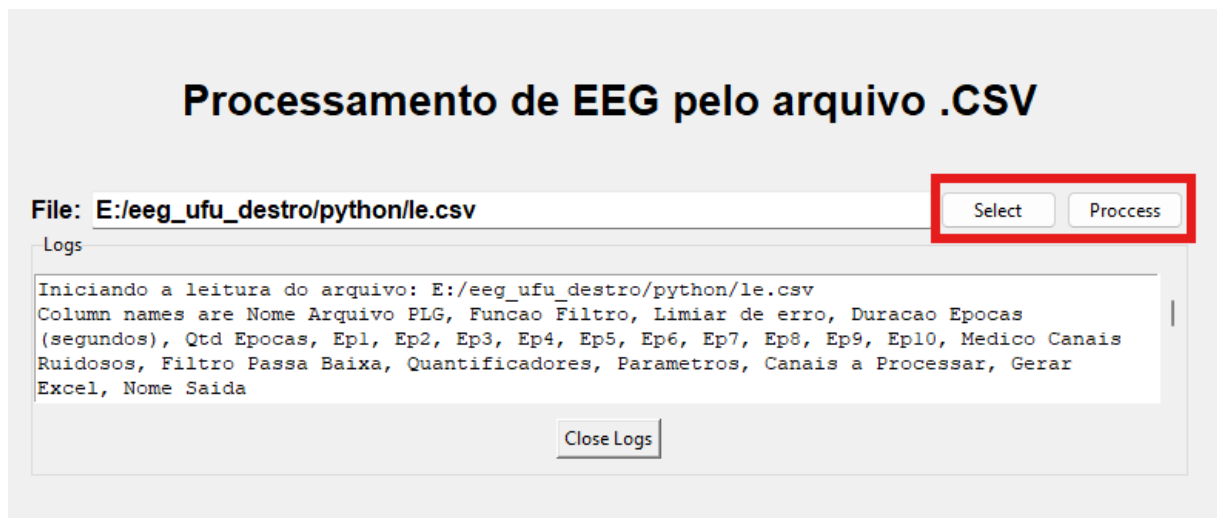 Processamento de EEG pelo arquivo .CSV
File: E:/eeg_ufu_destro/python/le.csv Select Proccess
Logs
Iniciando a leitura do arquivo: E:/eeg_ufu_destro/python/le.csv
Column names are Nome Arquivo PLG, Funcao Filtro, Limiar de erro, Duracao Epocas
(segundos), Qtd Epocas, Ep1, Ep2, Ep3, Ep4, Ep5, Ep6, Ep7, Ep8, Ep9, Ep10, Medico Canais
Ruidosos, Filtro Passa Baixa, Quantificadores, Parametros, Canais a Processar, Gerar
Excel, Nome Saida
Close Logs